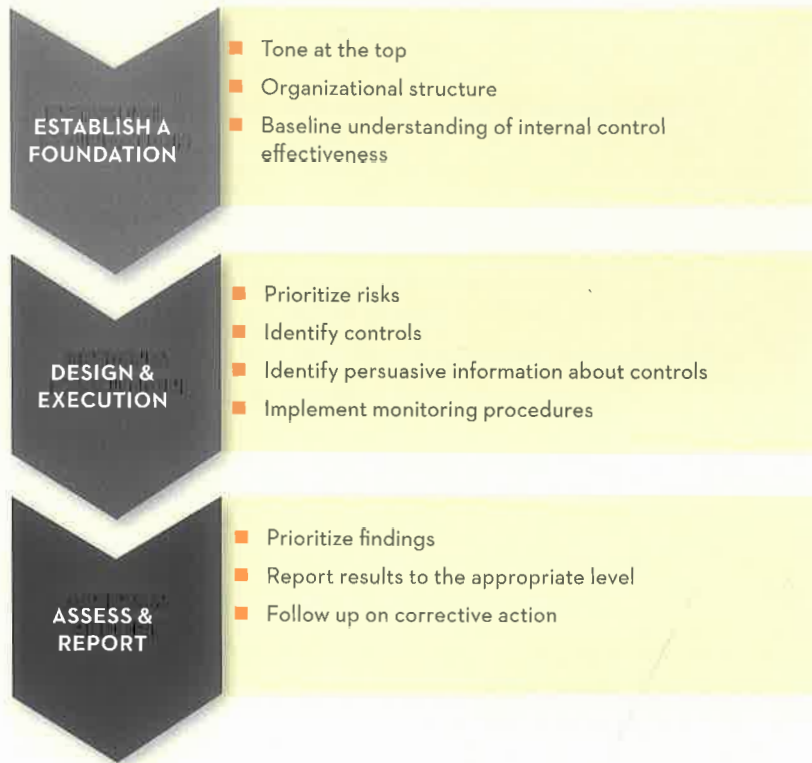 ESTABLISH A
FOUNDATION
Tone at the top
Organizational structure
Baseline understanding of internal control
effectiveness
DESIGN &
EXECUTION
Prioritize risks
Identify controls
Identify persuasive information about controls
Implement monitoring procedures
ASSESS &
REPORT
Prioritize findings
Report results to the appropriate level
Follow up on corrective action